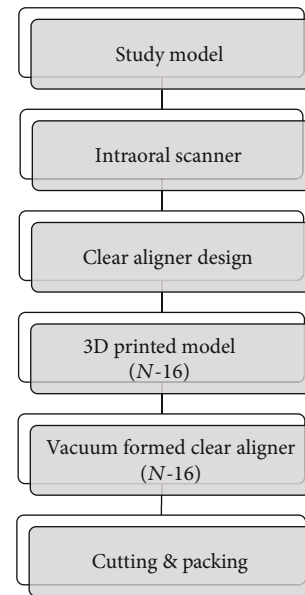 Study model
Intraoral scanner
Clear aligner design
3D printed model
(N-16)
Vacuum formed clear aligner
(N-16)
Cutting & packing